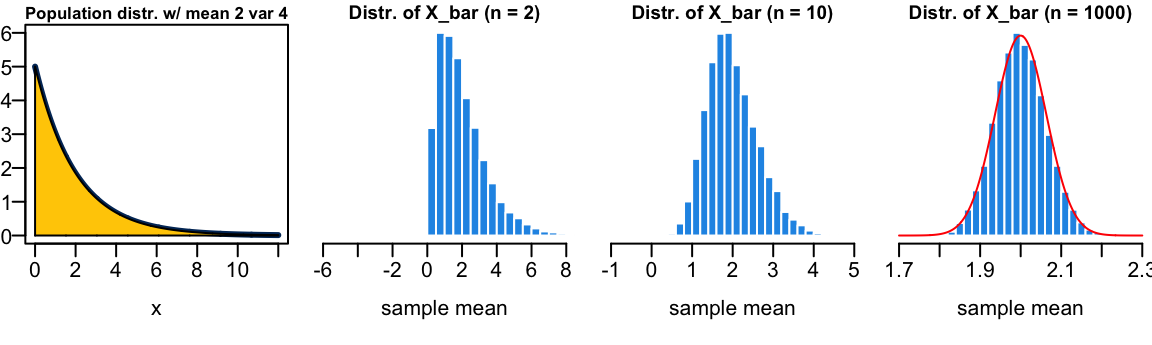 Population distr. w/ mean 2 var 4
6
5
4
3
2
1
0
0 2 4 6 8 10
x
Distr. of X_bar (n = 2)
-6 -2 0 2 4 6 8
sample mean
Distr. of X_bar (n = 10)
-1 0 1 2 3 4 5
sample mean
Distr. of X_bar (n = 1000)
1.7 1.9 2.1 2.3
sample mean